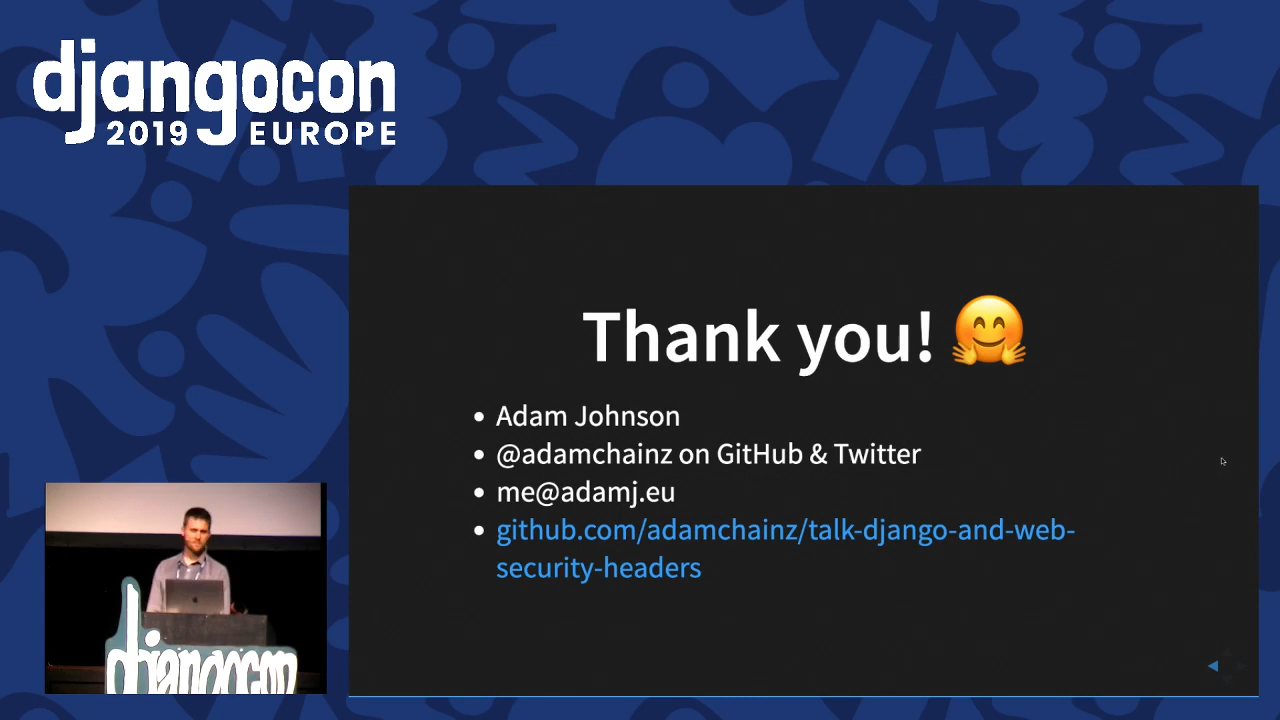 djangocon
2019 EUROPE
Thank you! 🤗
Adam Johnson
@adamchainz on GitHub & Twitter
me@adamj.eu
github.com/adamchainz/talk-django-and-web-
security-headers
djangocon